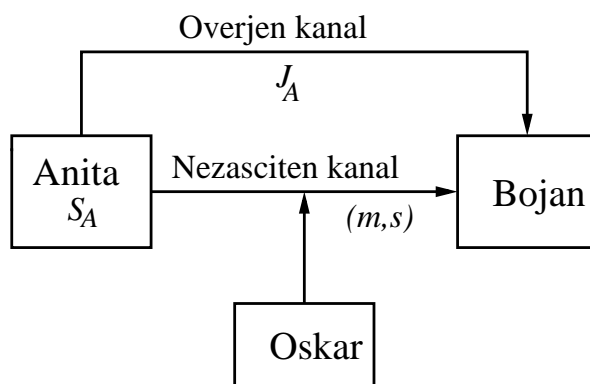 Overjen kanal
J_A
Anita
S_A
Nezasciten kanal
(m,s)
Bojan
Oskar